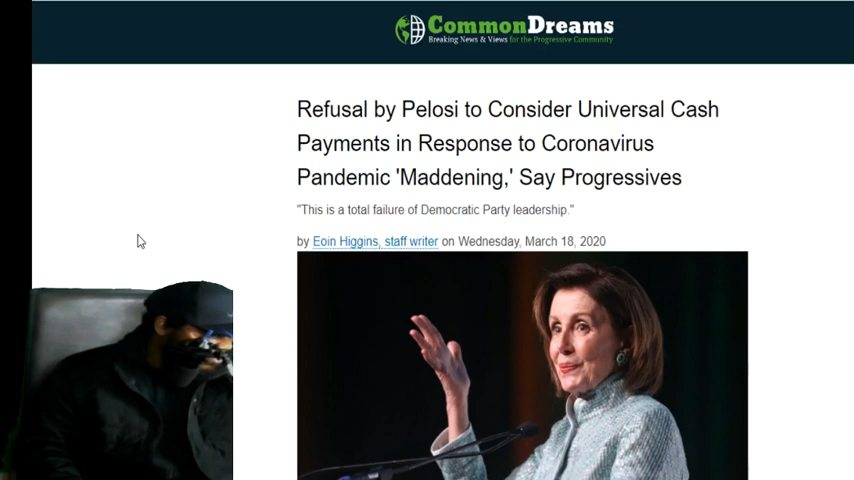 CommonDreams
Breaking News & Views for the Progressive Community
Refusal by Pelosi to Consider Universal Cash
Payments in Response to Coronavirus
Pandemic 'Maddening,' Say Progressives
"This is a total failure of Democratic Party leadership."
by Eoin Higgins, staff writer on Wednesday, March 18, 2020